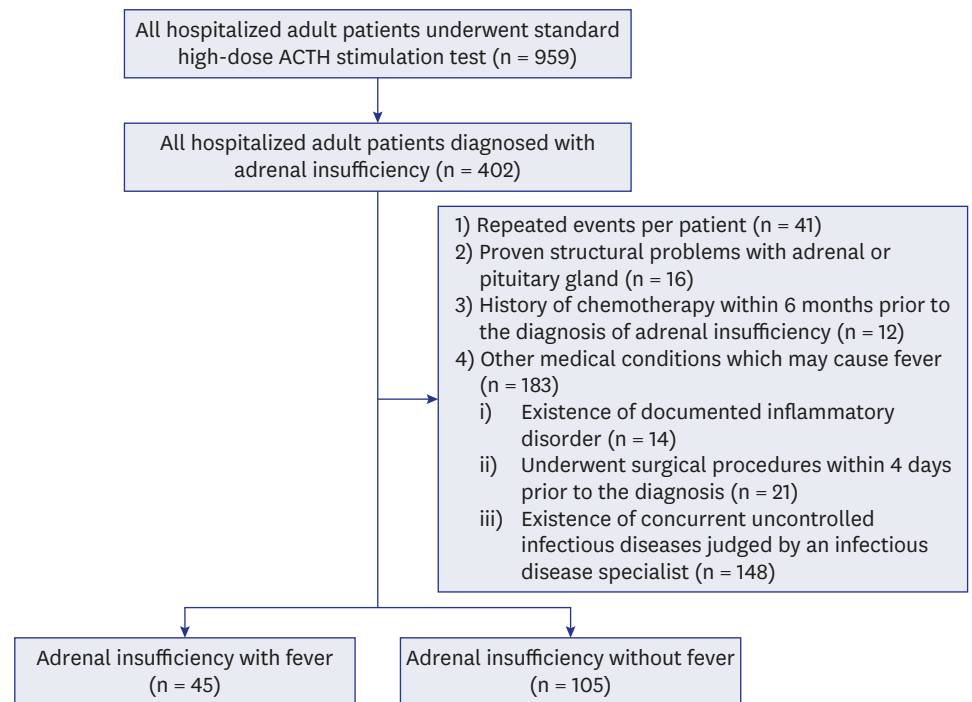 All hospitalized adult patients underwent standard
high-dose ACTH stimulation test (n = 959)
All hospitalized adult patients diagnosed with
adrenal insufficiency (n = 402)
1) Repeated events per patient (n = 41)
2) Proven structural problems with adrenal or
pituitary gland (n = 16)
3) History of chemotherapy within 6 months prior to
the diagnosis of adrenal insufficiency (n = 12)
4) Other medical conditions which may cause fever
(n = 183)
i) Existence of documented inflammatory
disorder (n = 14)
ii) Underwent surgical procedures within 4 days
prior to the diagnosis (n = 21)
iii) Existence of concurrent uncontrolled
infectious diseases judged by an infectious
disease specialist (n = 148)
Adrenal insufficiency with fever
(n = 45)
Adrenal insufficiency without fever
(n = 105)